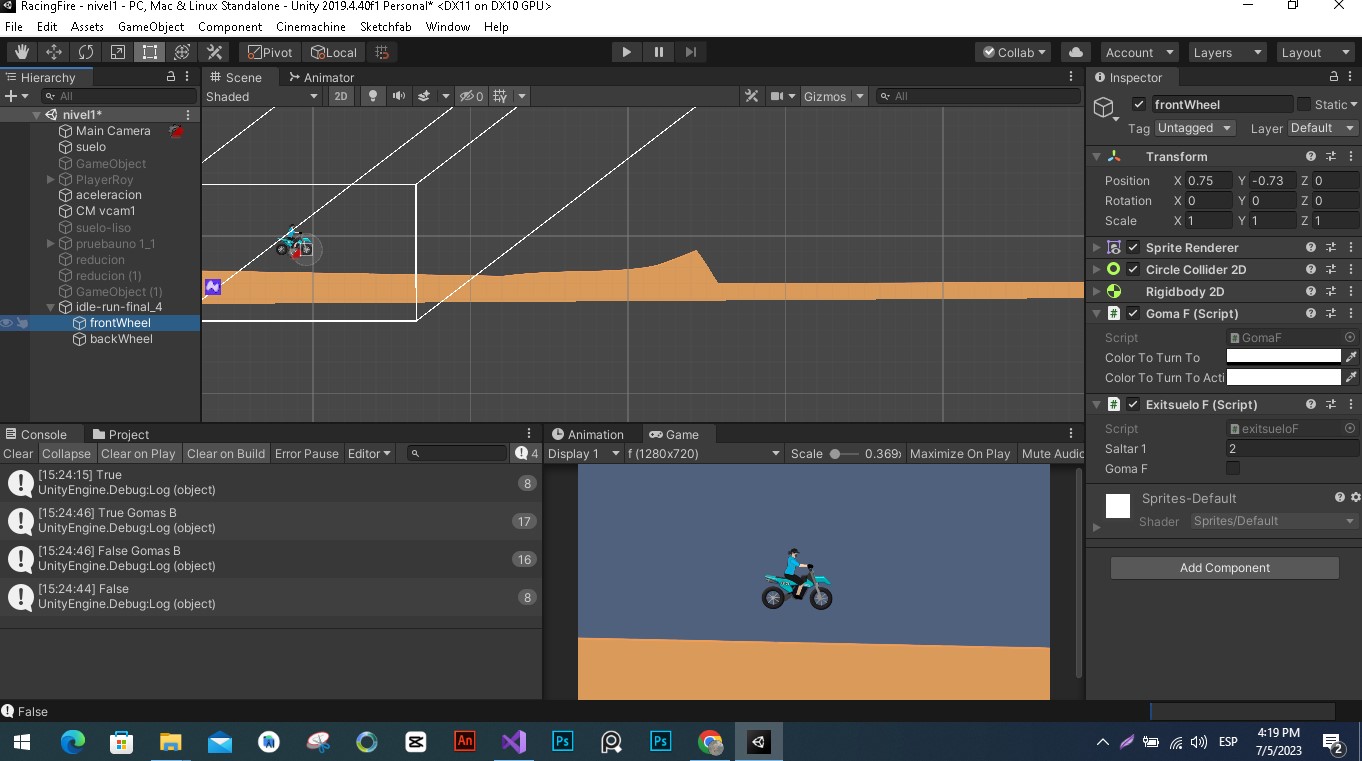 RacingFire - nivel1 - PC, Mac & Linux Standalone - Unity 2019.4.40f1 Personal* <DX11 on DX10 GPU>
File Edit Assets GameObject Component Cinemachine Sketchfab Window Help
Pivot Local Collab Account Layers Layout
Hierarchy
All
nivel1*
Main Camera
suelo
GameObject
PlayerRoy
aceleracion
CM vcam1
suelo-liso
pruebauno 1_1
reducion
reducion (1)
GameObject (1)
idle-run-final_4
frontWheel
backWheel
Scene Animator
Shaded 2D 0 Gizmos All
Inspector
frontWheel Static
Tag Untagged Layer Default
Transform
Position X 0.75 Y -0.73 Z 0
Rotation X 0 Y 0 Z 0
Scale X 1 Y 1 Z 1
Sprite Renderer
Circle Collider 2D
Rigidbody 2D
Goma F (Script)
Script GomaF
Color To Turn To
Color To Turn To Acti
Exitsuelo F (Script)
Script exitsueloF
Saltar 1 2
Goma F
Sprites-Default
Shader Sprites/Default
Add Component
Console Project
Clear Collapse Clear on Play Clear on Build Error Pause Editor 4
[15:24:15] True
UnityEngine.Debug:Log (object)
8
[15:24:46] True Gomas B
UnityEngine.Debug:Log (object)
17
[15:24:46] False Gomas B
UnityEngine.Debug:Log (object)
16
[15:24:44] False
UnityEngine.Debug:Log (object)
8
Animation Game
Display 1 f (1280x720) Scale 0.369x Maximize On Play Mute Audio
False
An Ps Ps
ESP
4:19 PM
7/5/2023
2